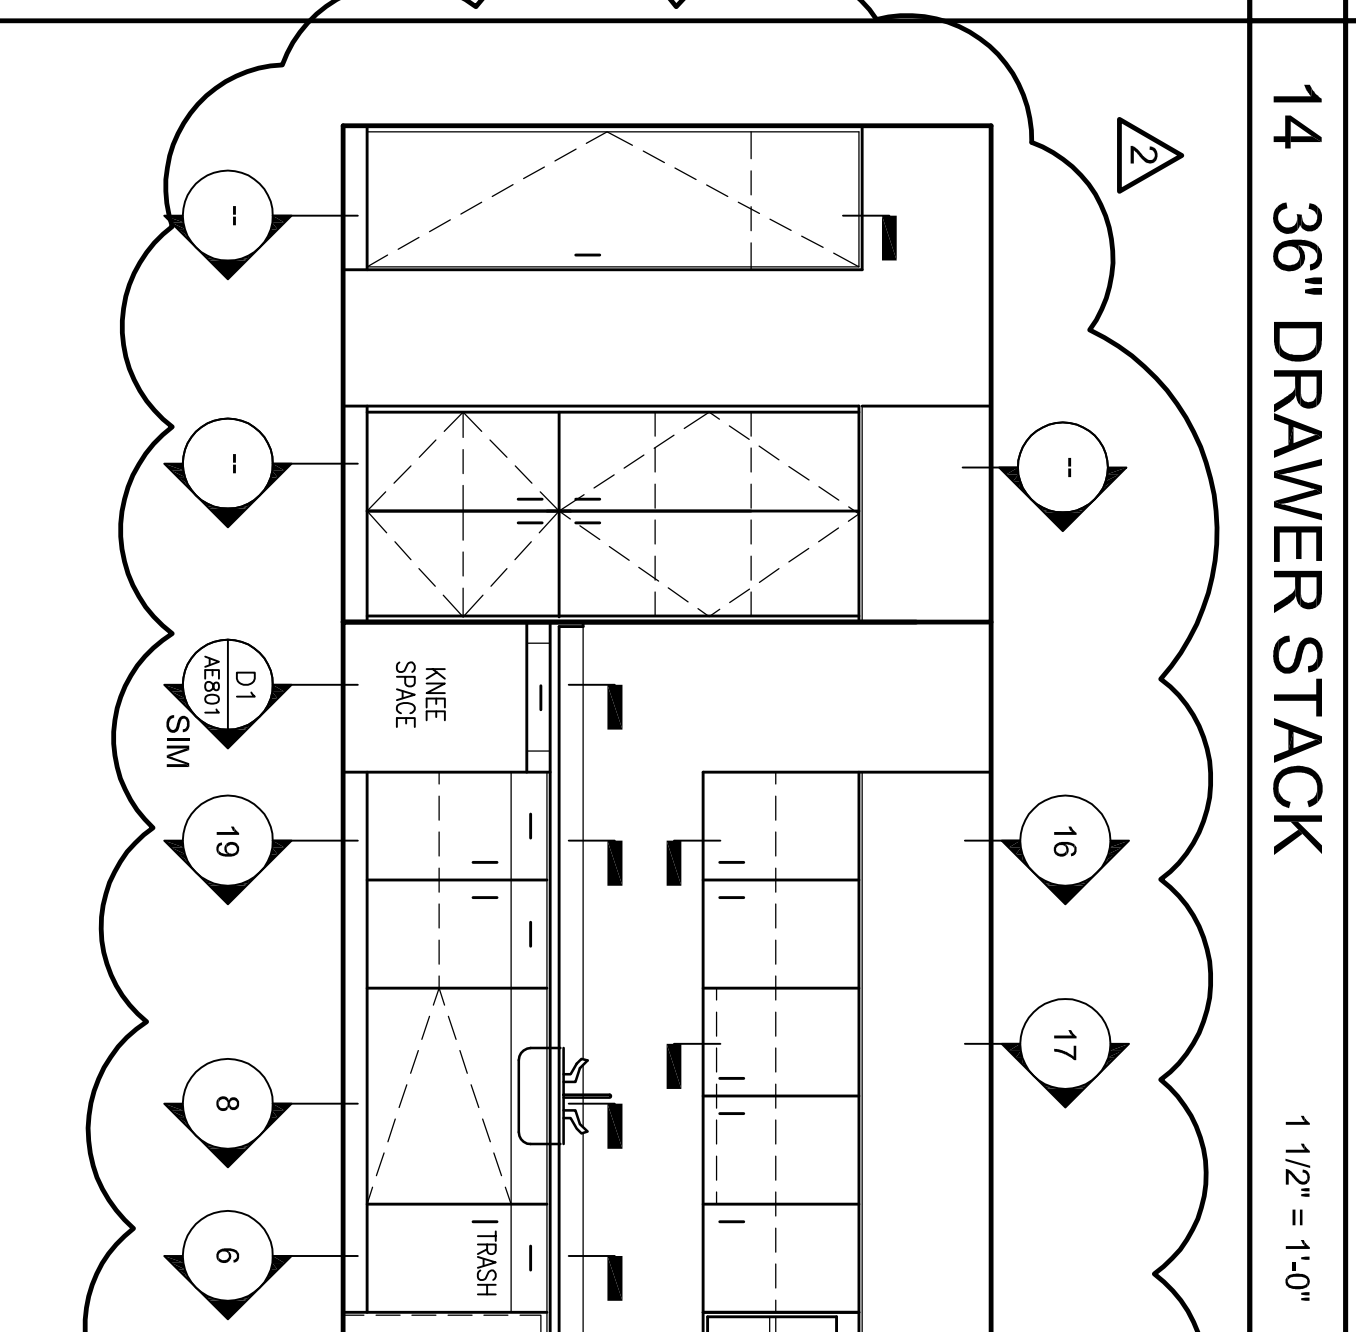 14 36" DRAWER STACK
1 1/2" = 1'-0"
2
--
16
17
--
--
D1
AE801
SIM
19
8
6
KNEE
SPACE
TRASH